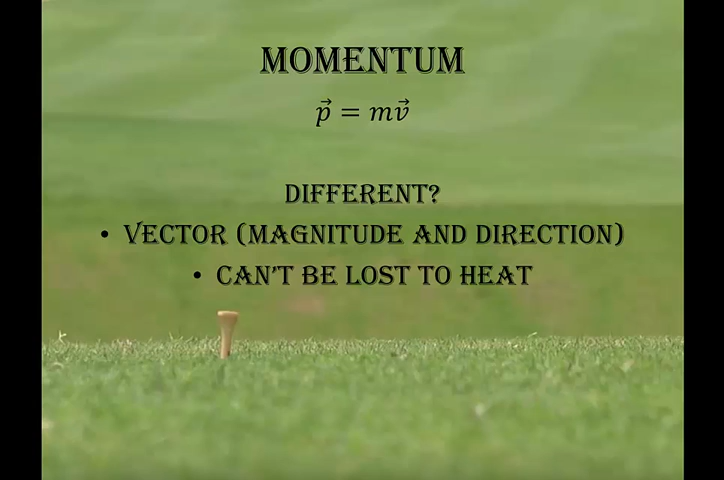 MOMENTUM
p⃗ = mv⃗
DIFFERENT?
• VECTOR (MAGNITUDE AND DIRECTION)
• CAN'T BE LOST TO HEAT